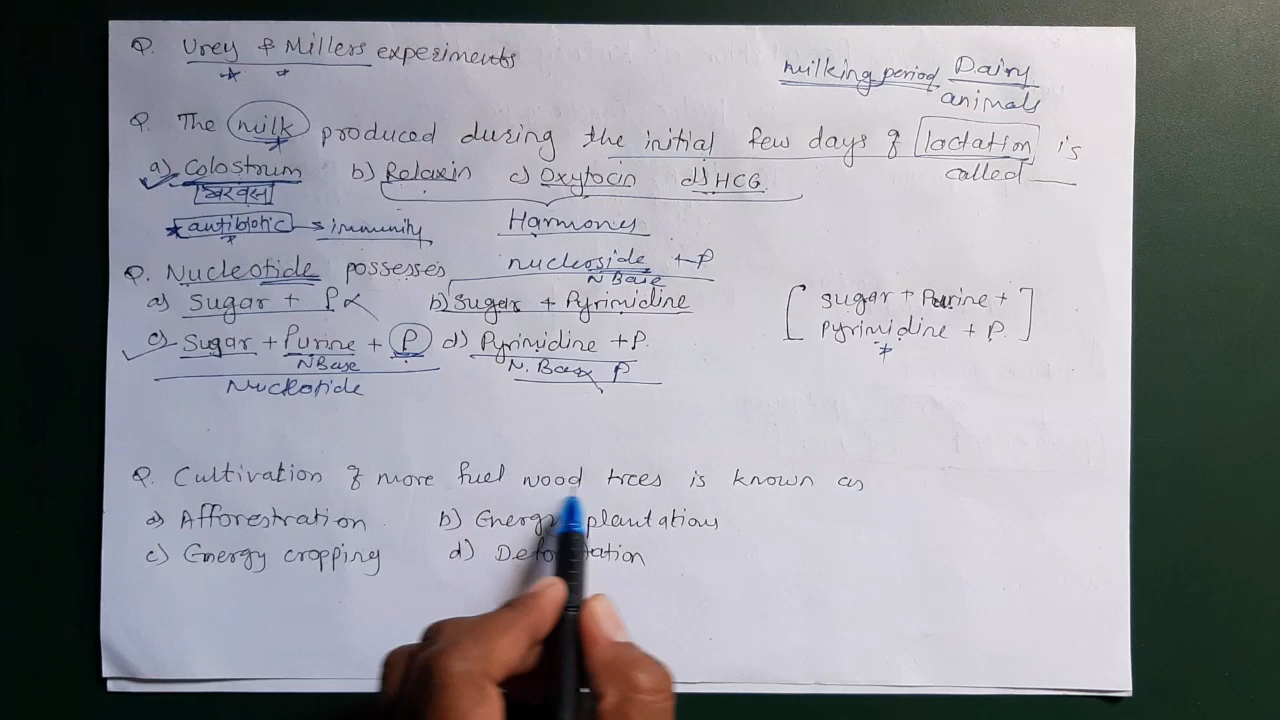 Q. Urey & Millers experiments
milking period Dairy animals
Q. The milk produced during the initial few days of lactation is called ___
a) Colostrum b) Relaxin c) Oxytocin d) HCG
खरवस
antibiotic → immunity Harmones
Q. Nucleotide possesses nucleoside + P
N Base
a) Sugar + P b) Sugar + Pyrimidine
c) Sugar + Purine + P d) Pyrimidine + P.
NBase N. Base P
Nucleotide
[ sugar + Purine +
pyrimidine + P. ]
Q. Cultivation of more fuel wood trees is known as
a) Afforestration b) Energy plantations
c) Energy cropping d)